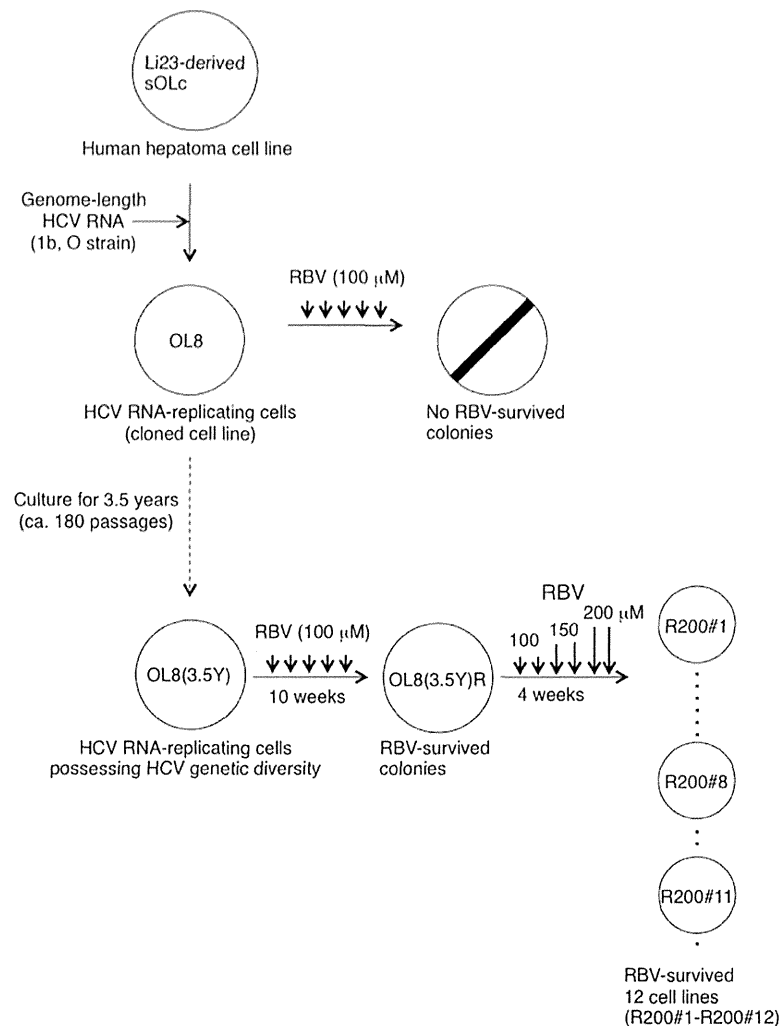 Li23-derived
sOLc
Human hepatoma cell line
Genome-length
HCV RNA
(1b, O strain)
RBV (100 μM)
OL8
HCV RNA-replicating cells
(cloned cell line)
No RBV-survived
colonies
Culture for 3.5 years
(ca. 180 passages)
OL8(3.5Y)
RBV (100 μM)
10 weeks
OL8(3.5Y)R
RBV
100
150
200 μM
4 weeks
HCV RNA-replicating cells
possessing HCV genetic diversity
RBV-survived
colonies
R200#1
R200#8
R200#11
RBV-survived
12 cell lines
(R200#1-R200#12)